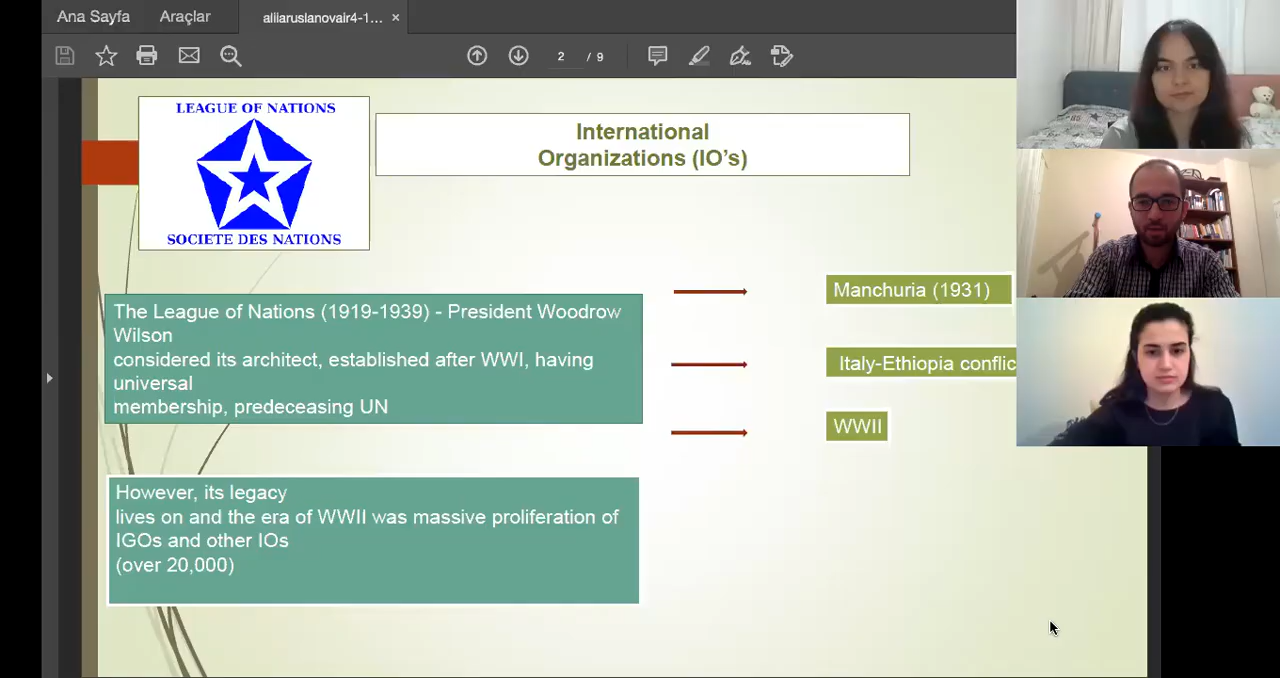 Ana Sayfa
Araçlar
aliiaruslanovair4-1...
2 / 9
LEAGUE OF NATIONS
SOCIETE DES NATIONS
International
Organizations (IO’s)
The League of Nations (1919-1939) - President Woodrow
Wilson
considered its architect, established after WWI, having
universal
membership, predeceasing UN
Manchuria (1931)
Italy-Ethiopia conflic
WWII
However, its legacy
lives on and the era of WWII was massive proliferation of
IGOs and other IOs
(over 20,000)